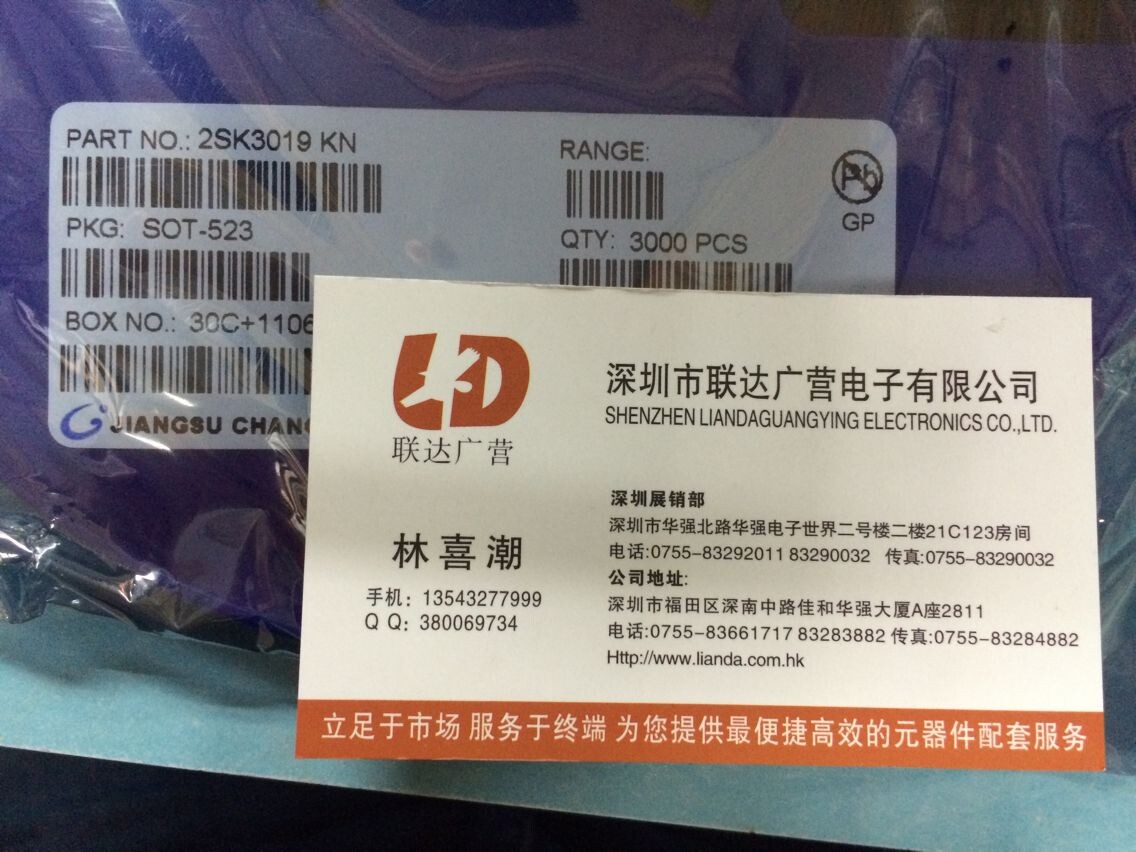 PART NO.: 2SK3019 KN
RANGE:
Pb
GP
PKG: SOT-523
QTY: 3000 PCS
BOX NO.: 30C+1106
JIANGSU CHANG
LD
联达广营
深圳市联达广营电子有限公司
SHENZHEN LIANDAGUANGYING ELECTRONICS CO.,LTD.
林喜潮
手机：13543277999
QQ：380069734
深圳展销部
深圳市华强北路华强电子世界二号楼二楼21C123房间
电话:0755-83292011 83290032 传真:0755-83290032
公司地址:
深圳市福田区深南中路佳和华强大厦A座2811
电话:0755-83661717 83283882 传真:0755-83284882
Http://www.lianda.com.hk
立足于市场 服务于终端 为您提供最便捷高效的元器件配套服务